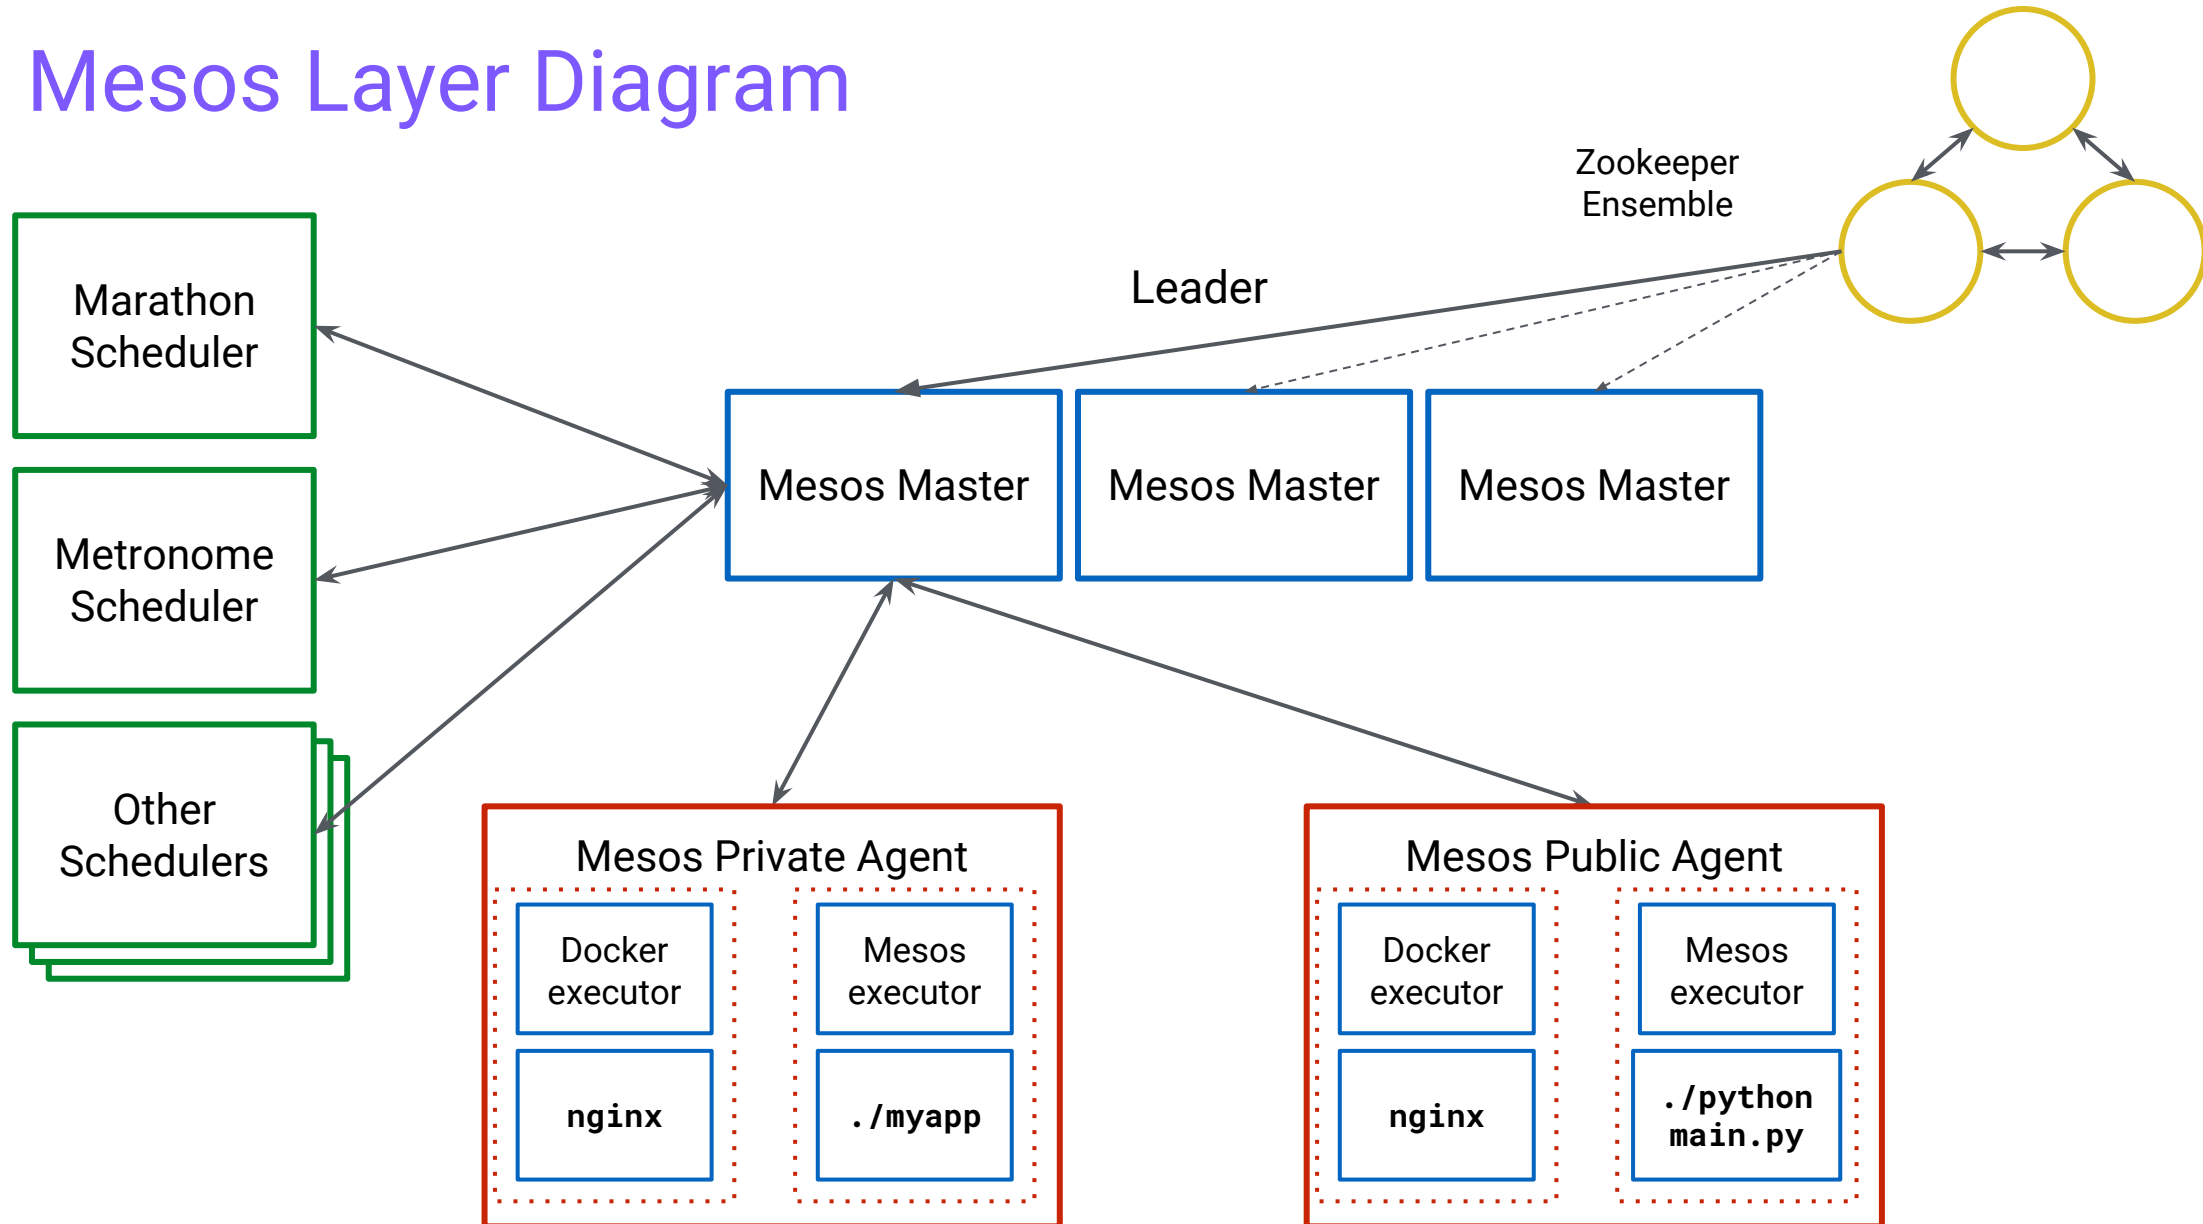 Mesos Layer Diagram
Zookeeper
Ensemble
Leader
Marathon
Scheduler
Metronome
Scheduler
Other
Schedulers
Mesos Master
Mesos Master
Mesos Master
Mesos Private Agent
Docker
executor
nginx
Mesos
executor
./myapp
Mesos Public Agent
Docker
executor
nginx
Mesos
executor
./python
main.py